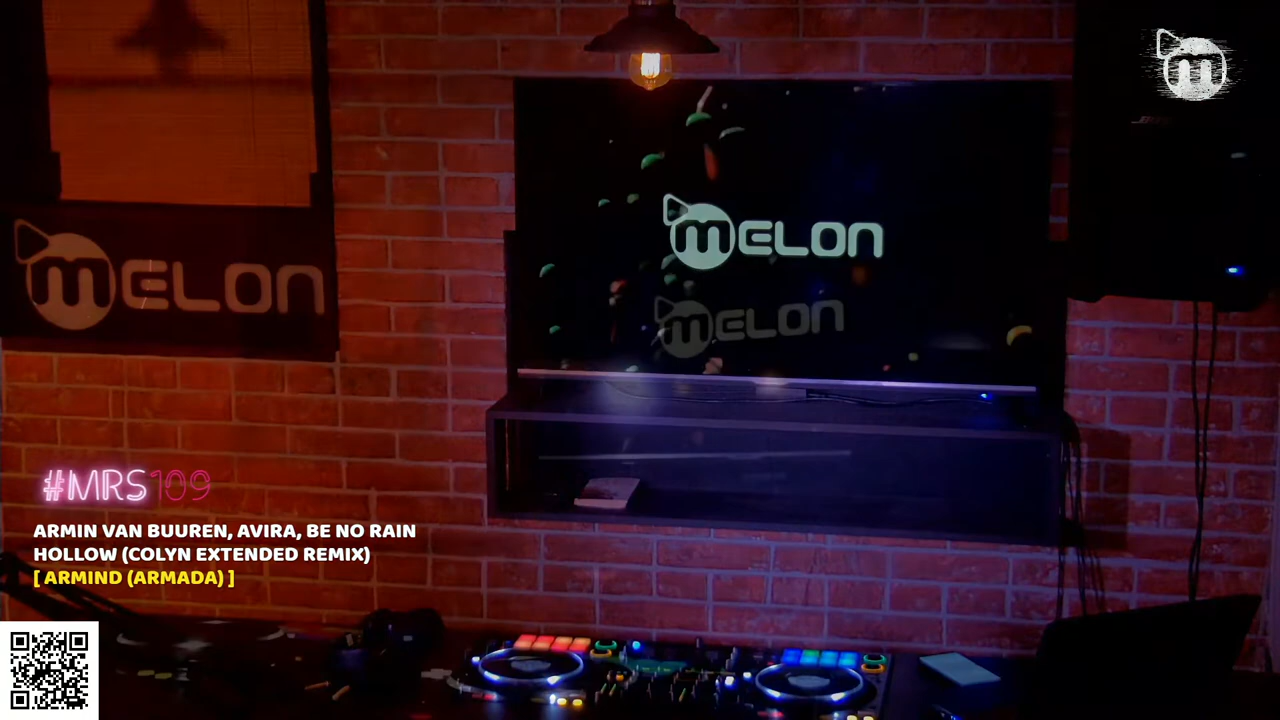 MELON
MELON
MELON
#MRS109
ARMIN VAN BUUREN, AVIRA, BE NO RAIN
HOLLOW (COLYN EXTENDED REMIX)
[ ARMIND (ARMADA) ]